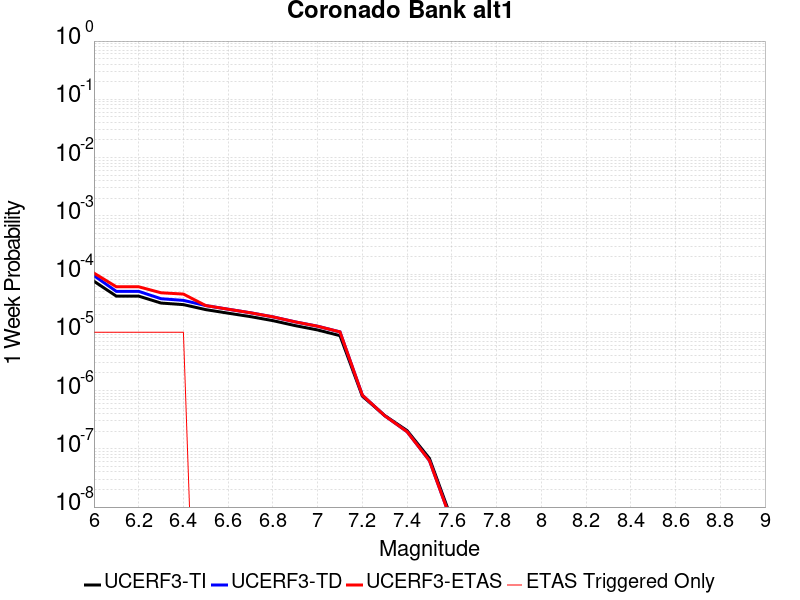 Coronado Bank alt1
10^0
10^-1
10^-2
10^-3
10^-4
10^-5
10^-6
10^-7
10^-8
1 Week Probability
6 6.2 6.4 6.6 6.8 7 7.2 7.4 7.6 7.8 8 8.2 8.4 8.6 8.8 9
Magnitude
UCERF3-TI UCERF3-TD UCERF3-ETAS ETAS Triggered Only